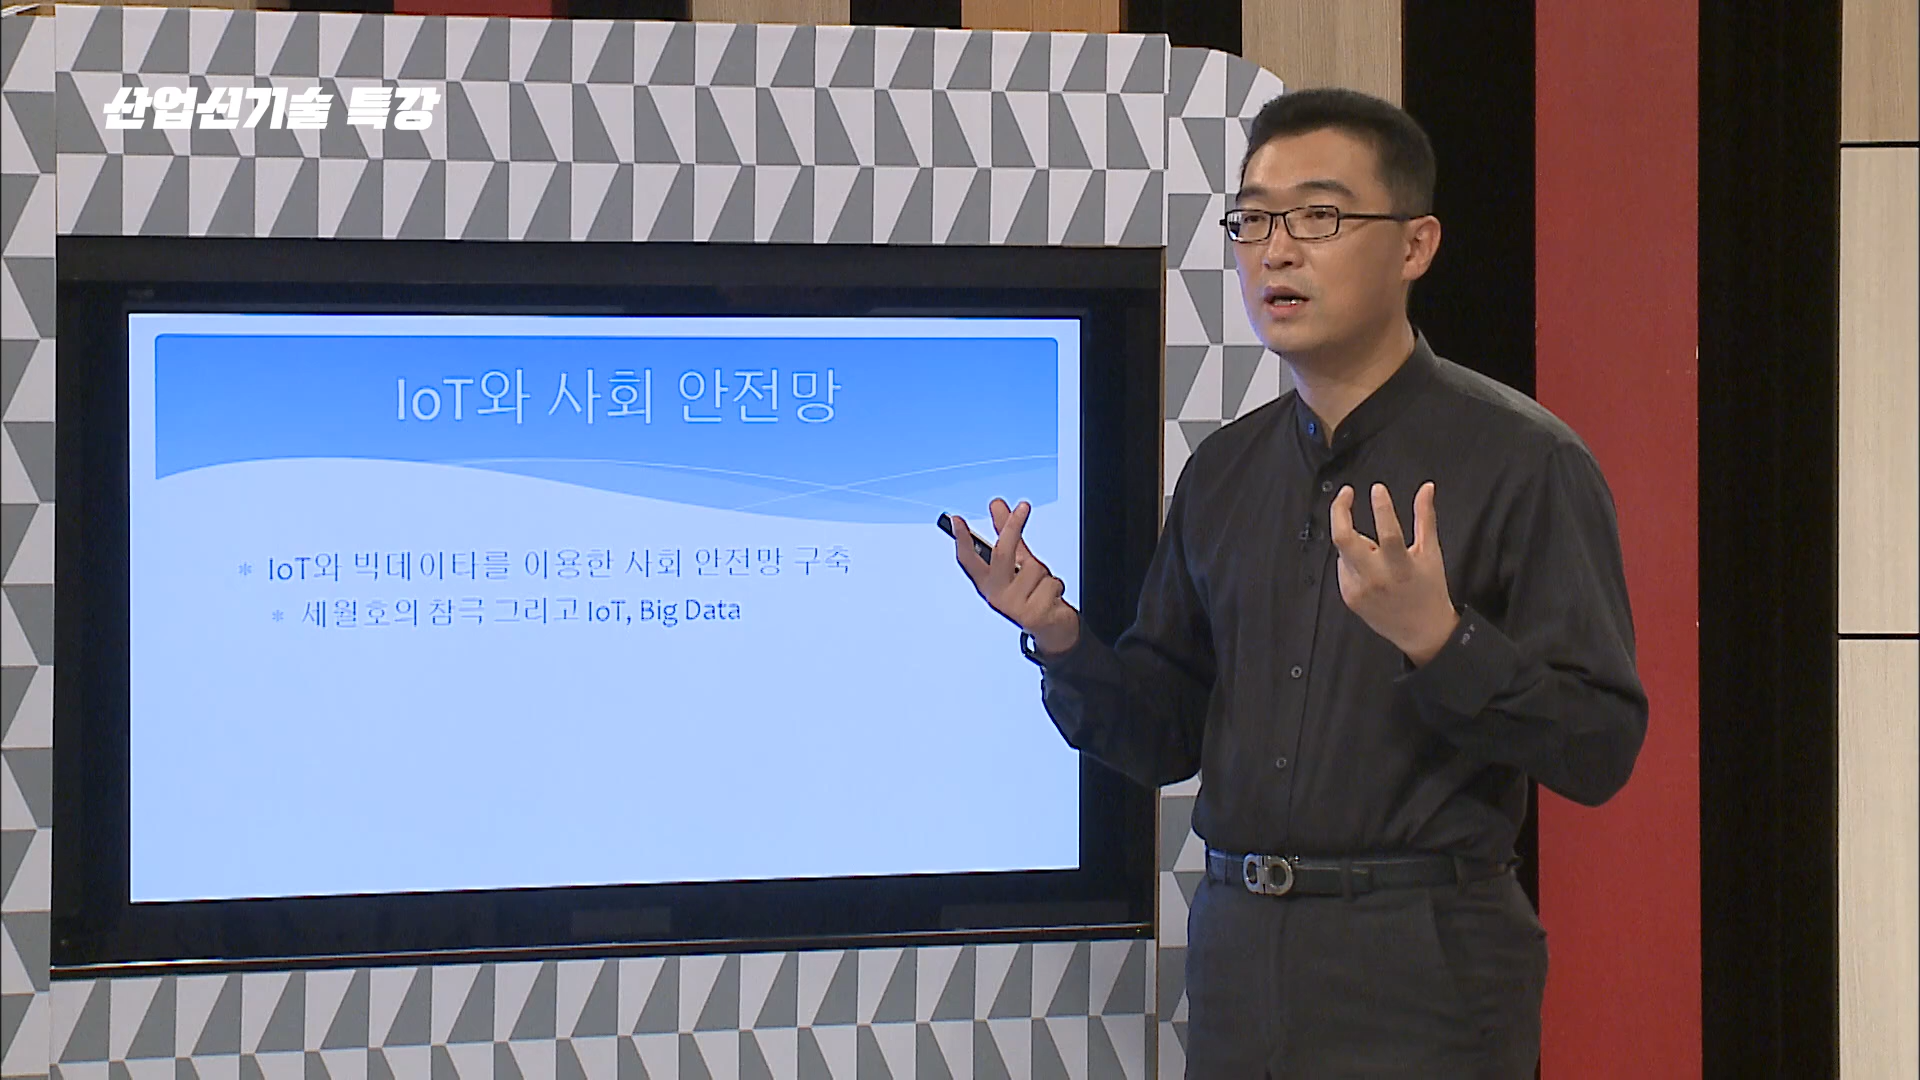 산업신기술 특강
IoT와 사회 안전망
* IoT와 빅데이타를 이용한 사회 안전망 구축
* 세월호의 참극 그리고 IoT, Big Data